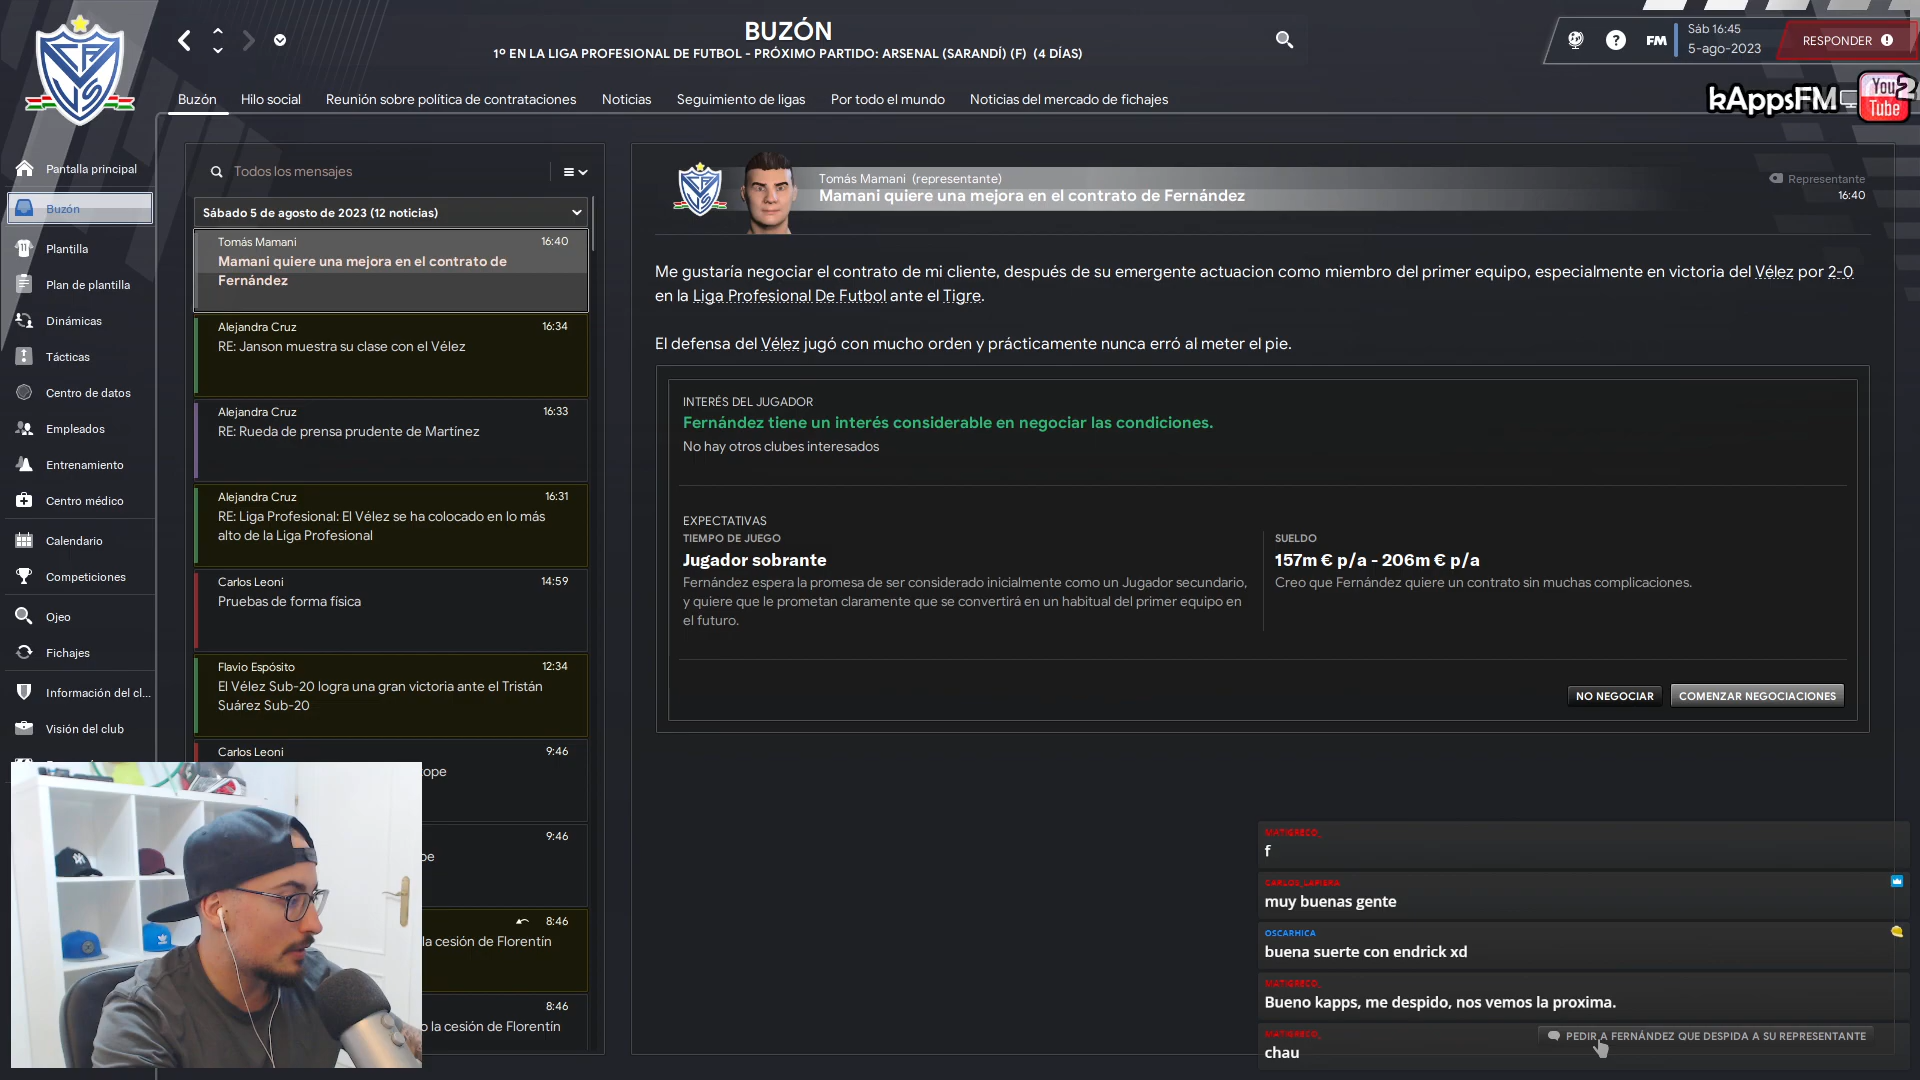 BUZÓN
1º EN LA LIGA PROFESIONAL DE FUTBOL - PRÓXIMO PARTIDO: ARSENAL (SARANDÍ) (F) (4 DÍAS)
FM
Sáb 16:45
5-ago-2023
RESPONDER
kAppsFM
You
Tube
Buzón
Hilo social
Reunión sobre política de contrataciones
Noticias
Seguimiento de ligas
Por todo el mundo
Noticias del mercado de fichajes
Pantalla principal
Buzón
Plantilla
Plan de plantilla
Dinámicas
Tácticas
Centro de datos
Empleados
Entrenamiento
Centro médico
Calendario
Competiciones
Ojeo
Fichajes
Información del cl...
Visión del club
Todos los mensajes
Sábado 5 de agosto de 2023 (12 noticias)
Tomás Mamani 16:40
Mamani quiere una mejora en el contrato de
Fernández
Alejandra Cruz 16:34
RE: Janson muestra su clase con el Vélez
Alejandra Cruz 16:33
RE: Rueda de prensa prudente de Martínez
Alejandra Cruz 16:31
RE: Liga Profesional: El Vélez se ha colocado en lo más
alto de la Liga Profesional
Carlos Leoni 14:59
Pruebas de forma física
Flavio Espósito 12:34
El Vélez Sub-20 logra una gran victoria ante el Tristán
Suárez Sub-20
Carlos Leoni 9:46
ope
9:46
pe
8:46
la cesión de Florentín
8:46
o la cesión de Florentín
Tomás Mamani (representante)
Mamani quiere una mejora en el contrato de Fernández
Representante
16:40
Me gustaría negociar el contrato de mi cliente, después de su emergente actuacion como miembro del primer equipo, especialmente en victoria del Vélez por 2-0
en la Liga Profesional De Futbol ante el Tigre.
El defensa del Vélez jugó con mucho orden y prácticamente nunca erró al meter el pie.
INTERÉS DEL JUGADOR
Fernández tiene un interés considerable en negociar las condiciones.
No hay otros clubes interesados
EXPECTATIVAS
TIEMPO DE JUEGO
Jugador sobrante
Fernández espera la promesa de ser considerado inicialmente como un Jugador secundario,
y quiere que le prometan claramente que se convertirá en un habitual del primer equipo en
el futuro.
SUELDO
157m € p/a - 206m € p/a
Creo que Fernández quiere un contrato sin muchas complicaciones.
NO NEGOCIAR
COMENZAR NEGOCIACIONES
MATIGRECO_
f
CARLOS_LAPIERA
muy buenas gente
OSCARHICA
buena suerte con endrick xd
MATIGRECO_
Bueno kapps, me despido, nos vemos la proxima.
MATIGRECO_
chau
PEDIR A FERNÁNDEZ QUE DESPIDA A SU REPRESENTANTE